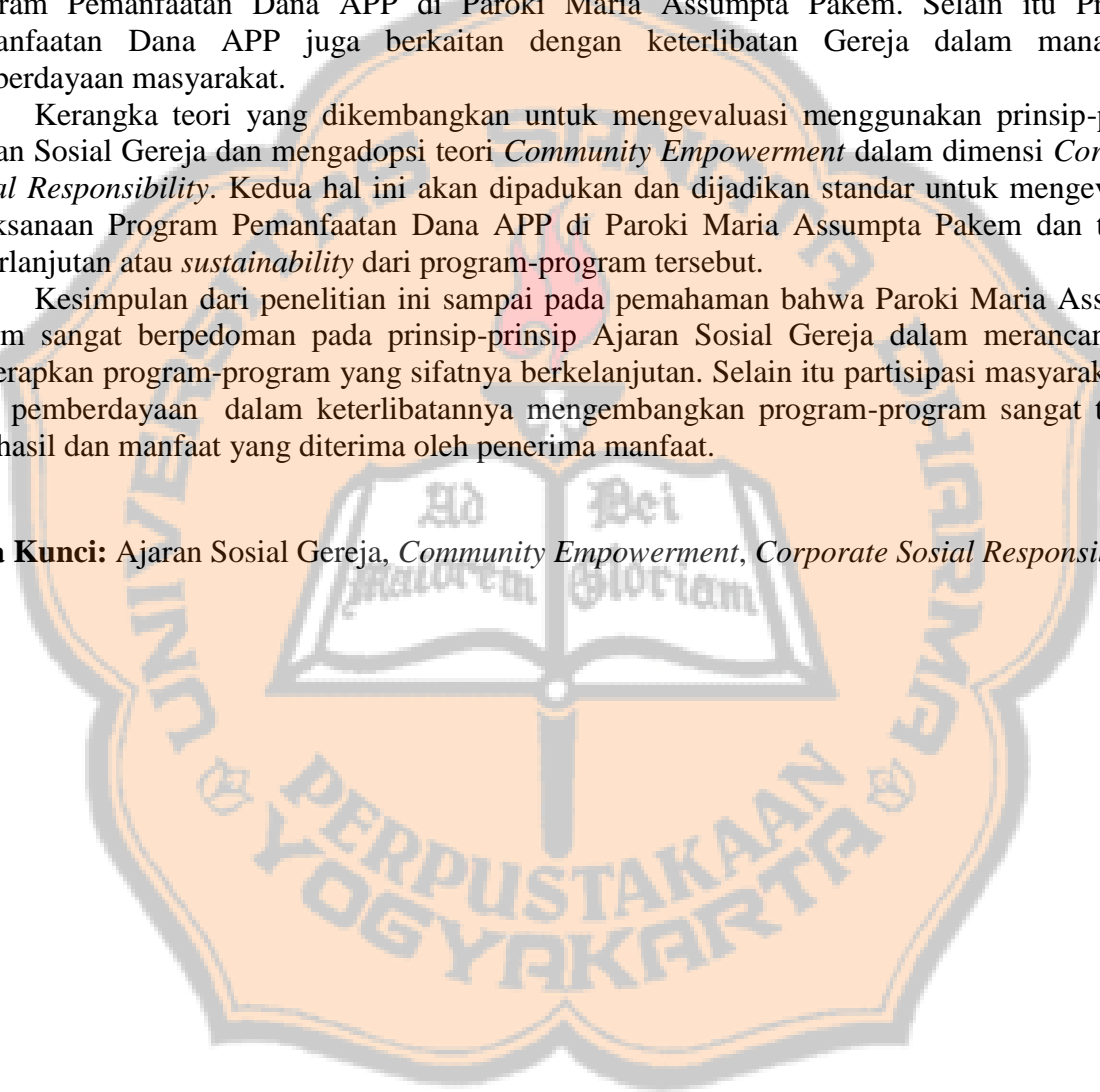 ram Pemanfaatan Dana APP di Paroki Maria Assumpta Pakem. Selain itu Pr
anfaatan Dana APP juga berkaitan dengan keterlibatan Gereja dalam mana
berdayaan masyarakat.
Kerangka teori yang dikembangkan untuk mengevaluasi menggunakan prinsip-p
an Sosial Gereja dan mengadopsi teori Community Empowerment dalam dimensi Cor
al Responsibility. Kedua hal ini akan dipadukan dan dijadikan standar untuk mengev
ksanaan Program Pemanfaatan Dana APP di Paroki Maria Assumpta Pakem dan t
erlanjutan atau sustainability dari program-program tersebut.
Kesimpulan dari penelitian ini sampai pada pemahaman bahwa Paroki Maria Ass
m sangat berpedoman pada prinsip-prinsip Ajaran Sosial Gereja dalam merancan
erapkan program-program yang sifatnya berkelanjutan. Selain itu partisipasi masyarak
pemberdayaan dalam keterlibatannya mengembangkan program-program sangat t
hasil dan manfaat yang diterima oleh penerima manfaat.
a Kunci: Ajaran Sosial Gereja, Community Empowerment, Corporate Sosial Responsi
UNIVERSITAS SANATA DHARMA
Ad Dei
Maiorem Gloriam
PERPUSTAKAAN
YOGYAKARTA